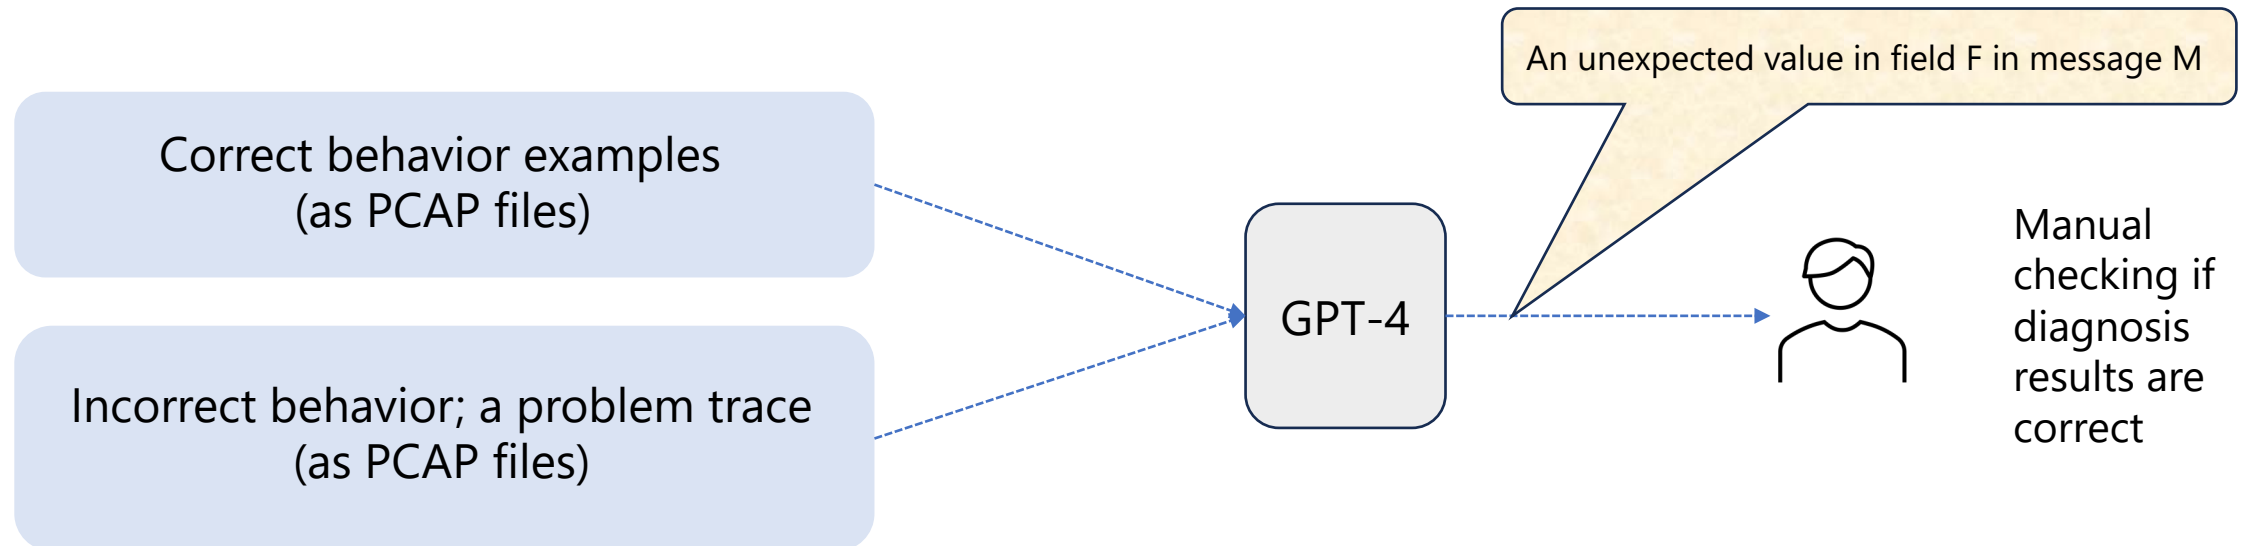 An unexpected value in field F in message M
Correct behavior examples
(as PCAP files)
Incorrect behavior; a problem trace
(as PCAP files)
GPT-4
Manual
checking if
diagnosis
results are
correct